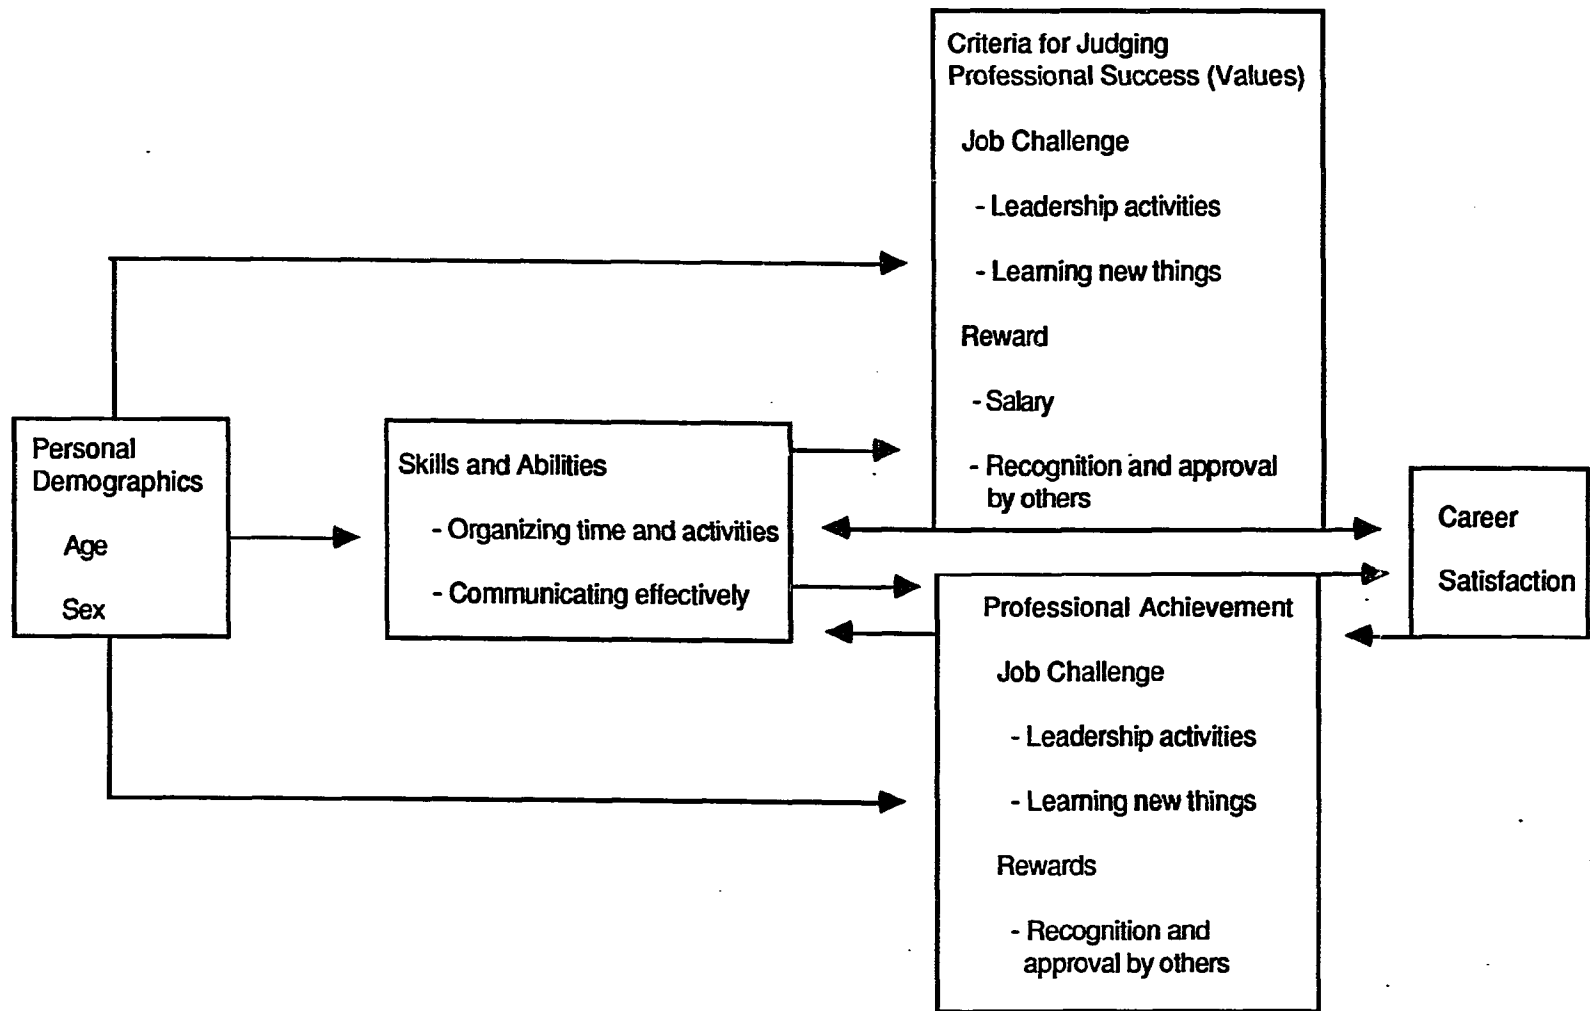 Criteria for Judging
Professional Success (Values)
Job Challenge
- Leadership activities
- Learning new things
Reward
- Salary
- Recognition and approval
by others
Personal
Demographics
Age
Sex
Skills and Abilities
- Organizing time and activities
- Communicating effectively
Professional Achievement
Job Challenge
- Leadership activities
- Learning new things
Rewards
- Recognition and
approval by others
Career
Satisfaction